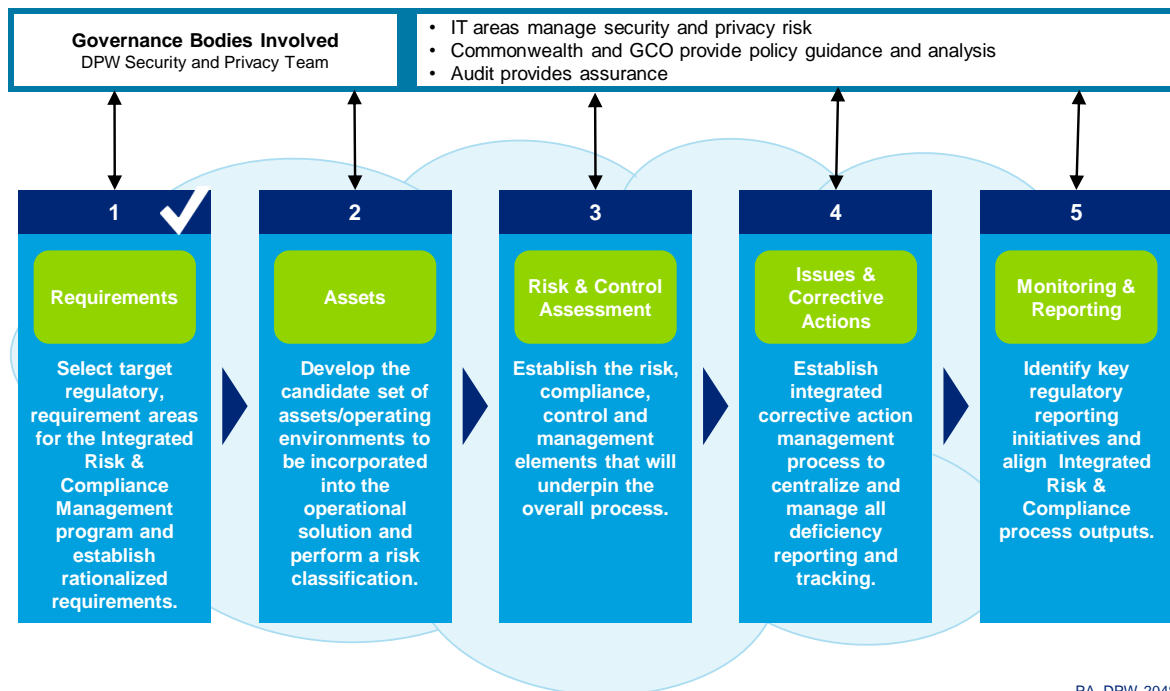 Governance Bodies Involved
DPW Security and Privacy Team
• IT areas manage security and privacy risk
• Commonwealth and GCO provide policy guidance and analysis
• Audit provides assurance
1
Requirements
Select target
regulatory,
requirement areas
for the Integrated
Risk &
Compliance
Management
program and
establish
rationalized
requirements.
2
Assets
Develop the
candidate set of
assets/operating
environments to
be incorporated
into the
operational
solution and
perform a risk
classification.
3
Risk & Control
Assessment
Establish the risk,
compliance,
control and
management
elements that will
underpin the
overall process.
4
Issues &
Corrective
Actions
Establish
integrated
corrective action
management
process to
centralize and
manage all
deficiency
reporting and
tracking.
5
Monitoring &
Reporting
Identify key
regulatory
reporting
initiatives and
align Integrated
Risk &
Compliance
process outputs.